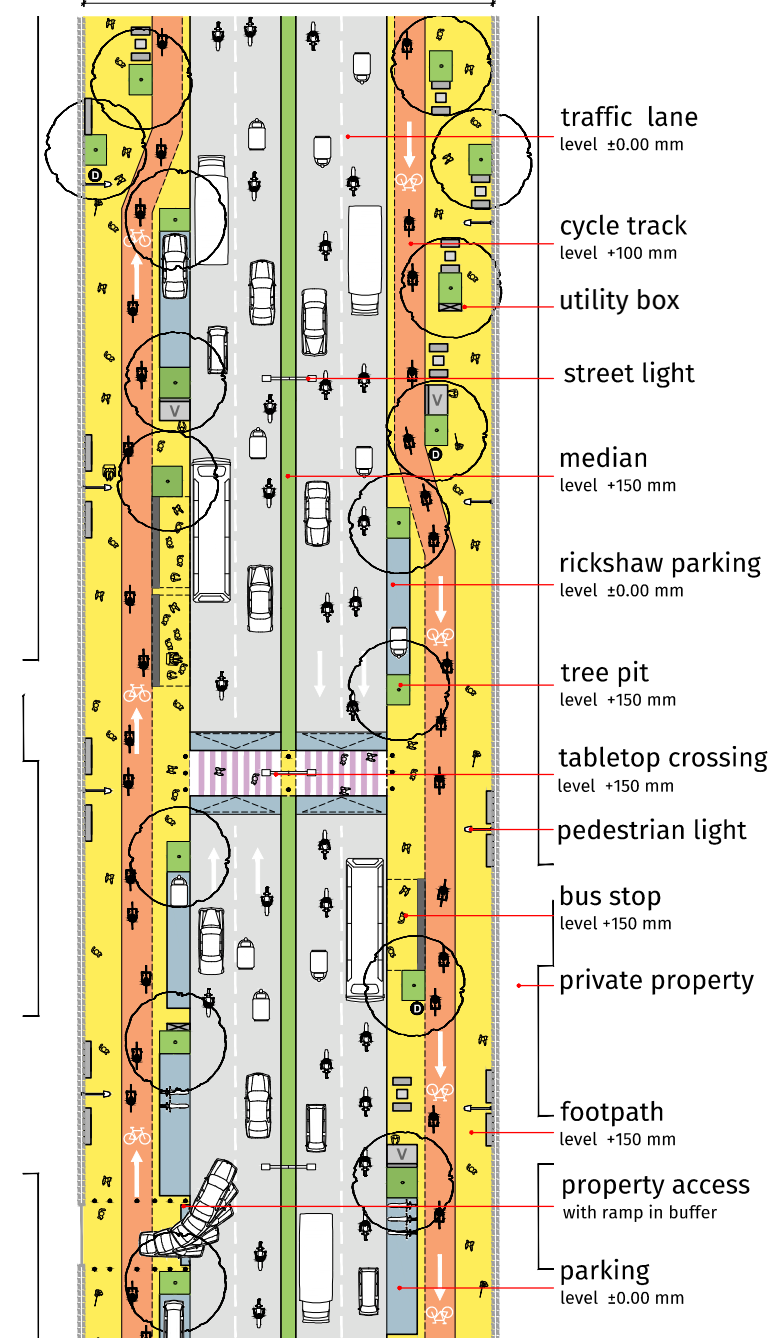 traffic lane
level ±0.00 mm
D
cycle track
level +100 mm
utility box
street light
V
V
D
median
level +150 mm
rickshaw parking
level ±0.00 mm
tree pit
level +150 mm
tabletop crossing
level +150 mm
pedestrian light
bus stop
level +150 mm
private property
D
footpath
level +150 mm
V
property access
with ramp in buffer
parking
level ±0.00 mm